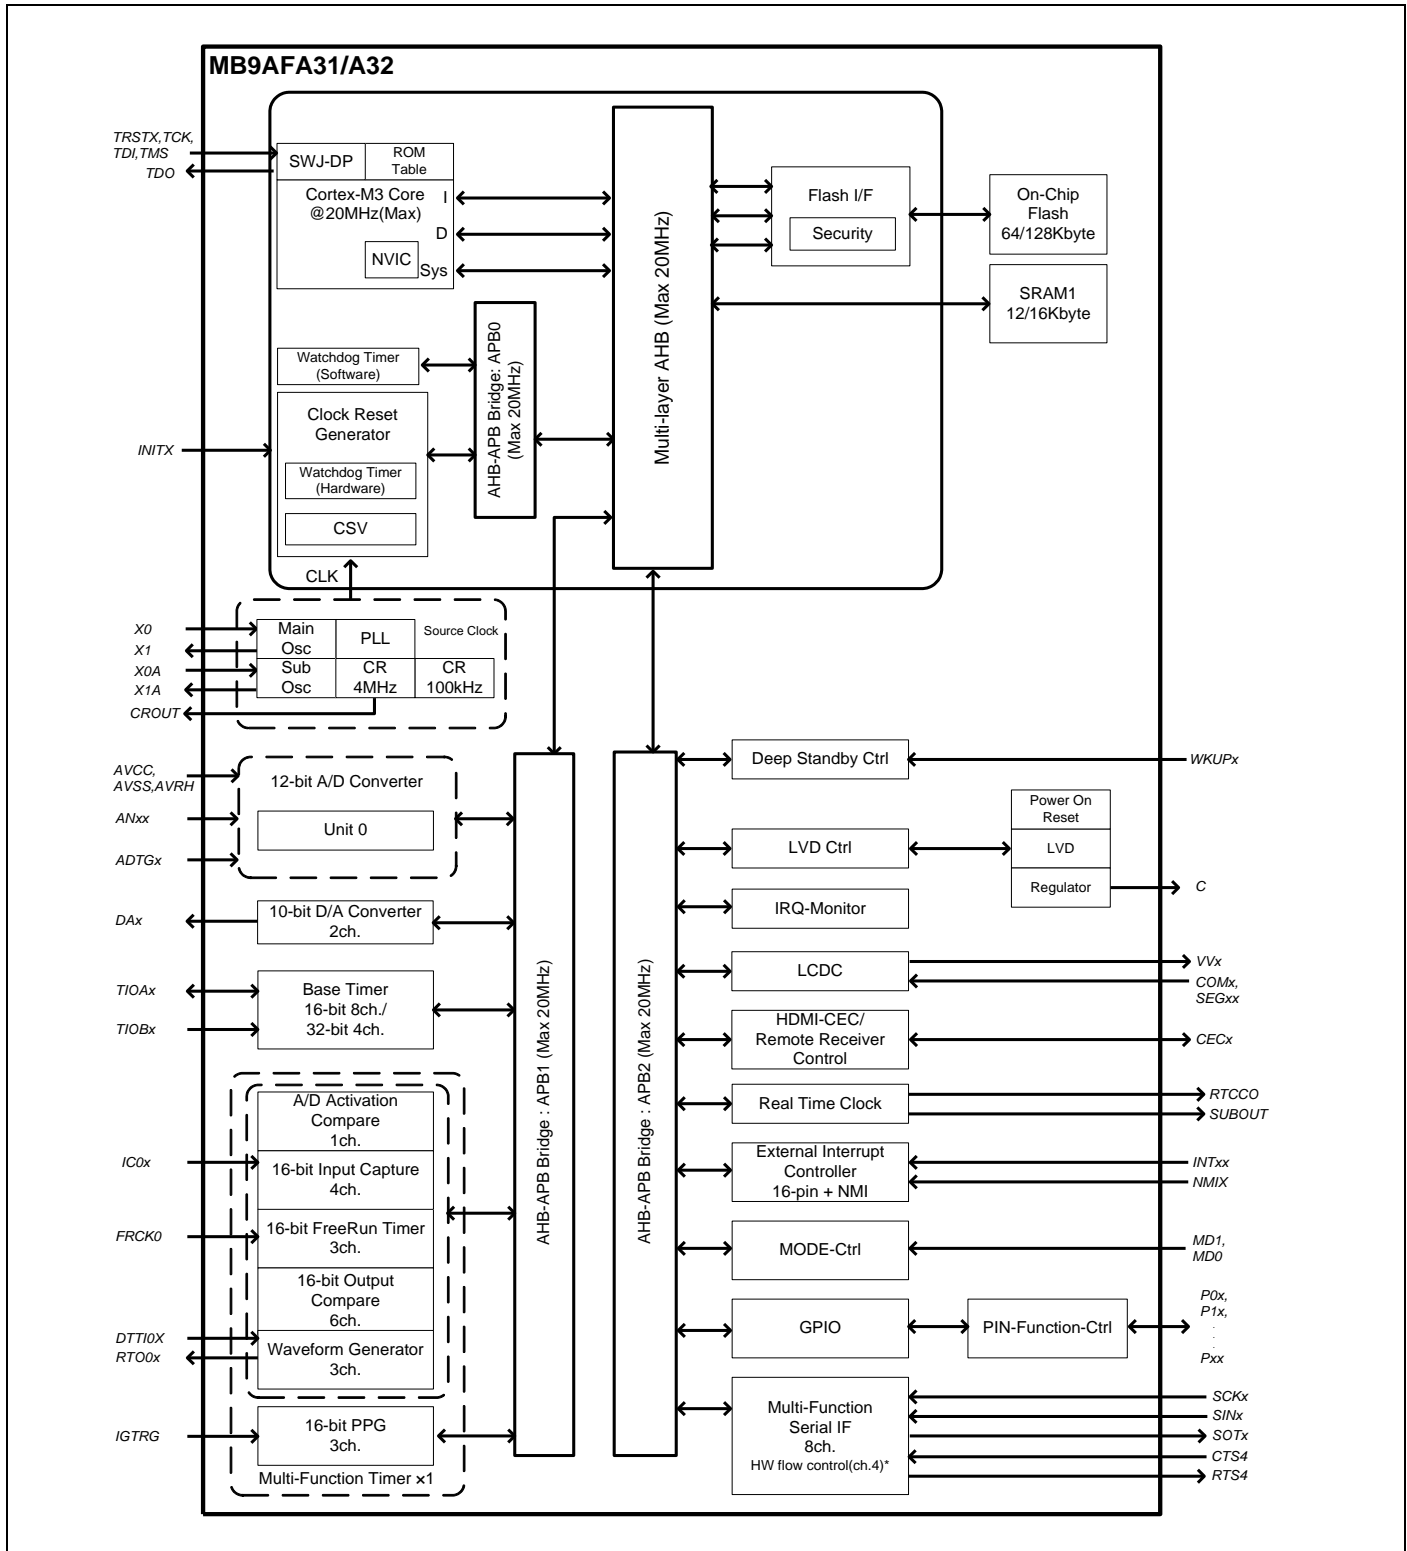 MB9AFA31/A32
TRSTX,TCK,
TDI,TMS
TDO
SWJ-DP
ROM
Table
Cortex-M3 Core
@20MHz(Max)
I
D
NVIC
Sys
Multi-layer AHB (Max 20MHz)
Flash I/F
Security
On-Chip
Flash
64/128Kbyte
SRAM1
12/16Kbyte
AHB-APB Bridge: APB0
(Max 20MHz)
Watchdog Timer
(Software)
Clock Reset
Generator
Watchdog Timer
(Hardware)
CSV
INITX
CLK
X0
X1
X0A
X1A
CROUT
Main
Osc
PLL
Source Clock
Sub
Osc
CR
4MHz
CR
100kHz
AVCC,
AVSS,AVRH
ANxx
ADTGx
12-bit A/D Converter
Unit 0
DAx
10-bit D/A Converter
2ch.
TIOAx
TIOBx
Base Timer
16-bit 8ch./
32-bit 4ch.
A/D Activation
Compare
1ch.
IC0x
16-bit Input Capture
4ch.
FRCK0
16-bit FreeRun Timer
3ch.
16-bit Output
Compare
6ch.
DTTI0X
RTO0x
Waveform Generator
3ch.
IGTRG
16-bit PPG
3ch.
Multi-Function Timer ×1
AHB-APB Bridge : APB1 (Max 20MHz)
AHB-APB Bridge : APB2 (Max 20MHz)
Deep Standby Ctrl
WKUPx
LVD Ctrl
Power On
Reset
LVD
Regulator
C
IRQ-Monitor
LCDC
VVx
COMx,
SEGxx
HDMI-CEC/
Remote Receiver
Control
CECx
Real Time Clock
RTCCO
SUBOUT
External Interrupt
Controller
16-pin + NMI
INTxx
NMIX
MODE-Ctrl
MD1,
MD0
GPIO
PIN-Function-Ctrl
P0x,
P1x,
.
.
Pxx
Multi-Function
Serial IF
8ch.
HW flow control(ch.4)*
SCKx
SINx
SOTx
CTS4
RTS4